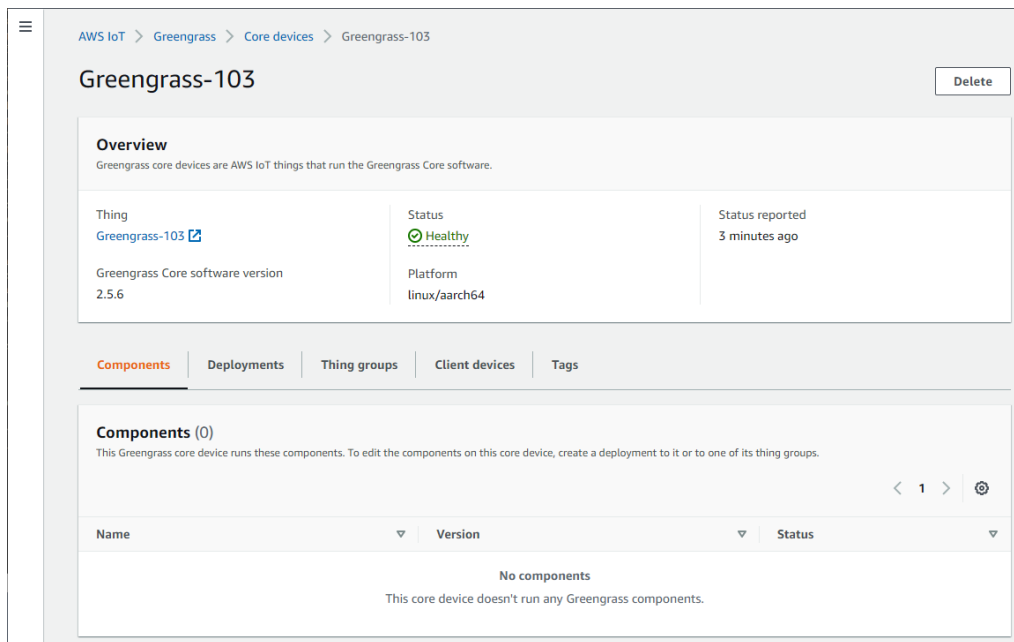 AWS IoT > Greengrass > Core devices > Greengrass-103
Greengrass-103
Delete
Overview
Greengrass core devices are AWS IoT things that run the Greengrass Core software.
Thing
Greengrass-103
Status
Healthy
Status reported
3 minutes ago
Greengrass Core software version
2.5.6
Platform
linux/aarch64
Components
Deployments
Thing groups
Client devices
Tags
Components (0)
This Greengrass core device runs these components. To edit the components on this core device, create a deployment to it or to one of its thing groups.
1
Name
Version
Status
No components
This core device doesn't run any Greengrass components.